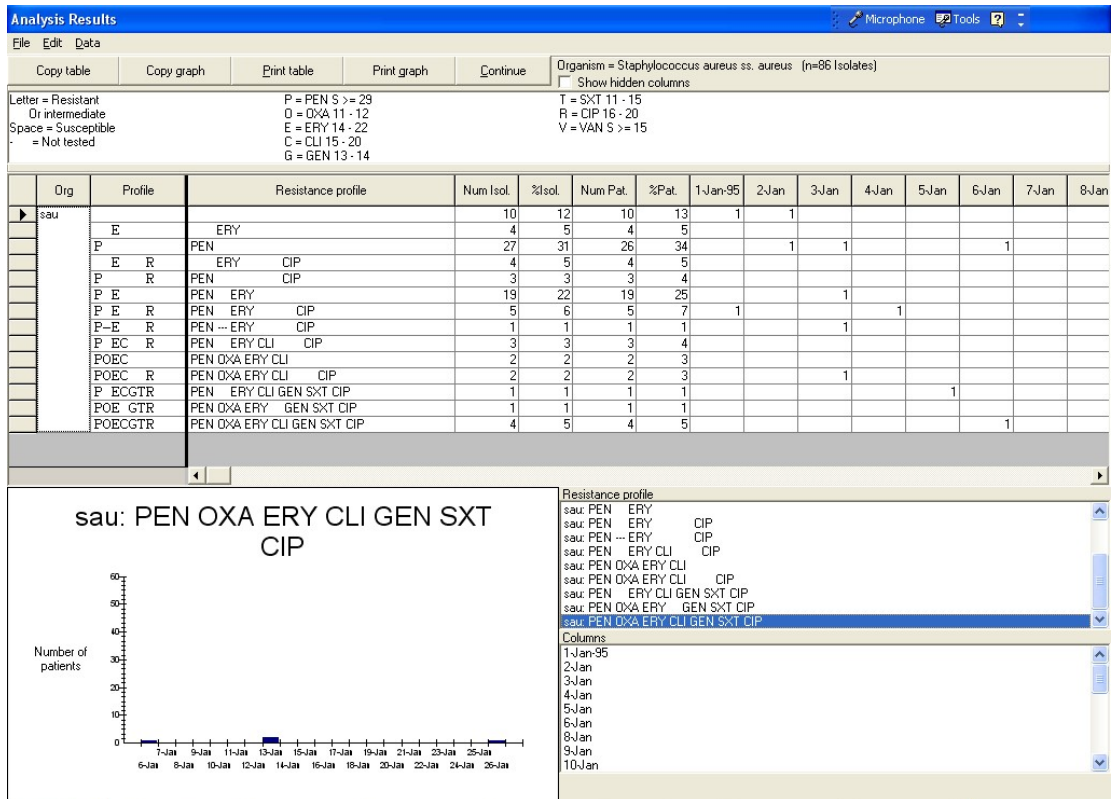 Analysis Results
Microphone Tools
File Edit Data
Copy table Copy graph Print table Print graph Continue
Organism = Staphylococcus aureus ss. aureus (n=86 Isolates)
Show hidden columns
Letter = Resistant P = PEN S >= 29 T = SXT 11 - 15
Or intermediate O = OXA 11 - 12 R = CIP 16 - 20
Space = Susceptible E = ERY 14 - 22 V = VAN S >= 15
- = Not tested C = CLI 15 - 20
G = GEN 13 - 14
Org Profile Resistance profile Num Isol. %Isol. Num Pat. %Pat. 1-Jan-95 2-Jan 3-Jan 4-Jan 5-Jan 6-Jan 7-Jan 8-Jan
sau 10 12 10 13 1 1
E ERY 4 5 4 5
P PEN 27 31 26 34 1 1 1
E R ERY CIP 4 5 4 5
P R PEN CIP 3 3 3 4
P E PEN ERY 19 22 19 25 1
P E R PEN ERY CIP 5 6 5 7 1 1
P-E R PEN --- ERY CIP 1 1 1 1 1
P EC R PEN ERY CLI CIP 3 3 3 4
POEC PEN OXA ERY CLI 2 2 2 3
POEC R PEN OXA ERY CLI CIP 2 2 2 3 1
P ECGTR PEN ERY CLI GEN SXT CIP 1 1 1 1 1
POE GTR PEN OXA ERY GEN SXT CIP 1 1 1 1
POECGTR PEN OXA ERY CLI GEN SXT CIP 4 5 4 5 1
sau: PEN OXA ERY CLI GEN SXT
CIP
60
50
40
Number of
patients
30
20
10
0
7-Jan 9-Jan 11-Jan 13-Jan 15-Jan 17-Jan 19-Jan 21-Jan 23-Jan 25-Jan
6-Jan 8-Jan 10-Jan 12-Jan 14-Jan 16-Jan 18-Jan 20-Jan 22-Jan 24-Jan 26-Jan
Resistance profile
sau: PEN ERY
sau: PEN ERY CIP
sau: PEN --- ERY CIP
sau: PEN ERY CLI CIP
sau: PEN OXA ERY CLI
sau: PEN OXA ERY CLI CIP
sau: PEN ERY CLI GEN SXT CIP
sau: PEN OXA ERY GEN SXT CIP
sau: PEN OXA ERY CLI GEN SXT CIP
Columns
1-Jan-95
2-Jan
3-Jan
4-Jan
5-Jan
6-Jan
8-Jan
9-Jan
10-Jan